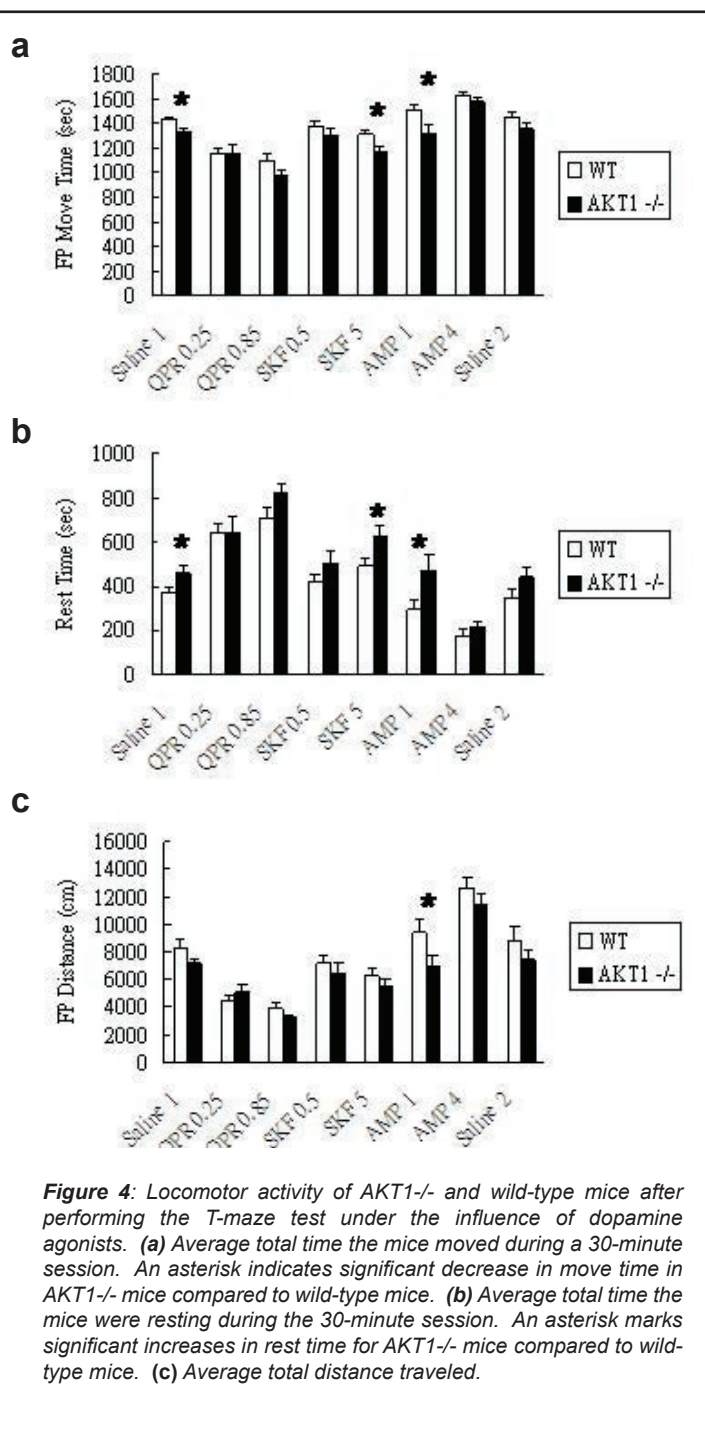 a
1800
1600
1400
1200
1000
800
600
400
200
0
FP Move Time (sec)
*
*
*
WT
AKT1 -/-
Saline 1
QPR 0.25
QPR 0.85
SKF 0.5
SKF 5
AMP 1
AMP 4
Saline 2
b
1000
800
600
400
200
0
Rest Time (sec)
*
*
*
WT
AKT1 -/-
Saline 1
QPR 0.25
QPR 0.85
SKF 0.5
SKF 5
AMP 1
AMP 4
Saline 2
c
16000
14000
12000
10000
8000
6000
4000
2000
0
FP Distance (cm)
*
WT
AKT1 -/-
Saline 1
QPR 0.25
QPR 0.85
SKF 0.5
SKF 5
AMP 1
AMP 4
Saline 2
Figure 4: Locomotor activity of AKT1-/- and wild-type mice after
performing the T-maze test under the influence of dopamine
agonists. (a) Average total time the mice moved during a 30-minute
session. An asterisk indicates significant decrease in move time in
AKT1-/- mice compared to wild-type mice. (b) Average total time the
mice were resting during the 30-minute session. An asterisk marks
significant increases in rest time for AKT1-/- mice compared to wild-
type mice. (c) Average total distance traveled.